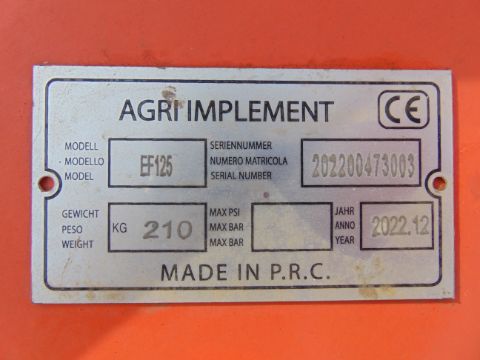 AGRI IMPLEMENT CE
MODELL
MODELLO
MODEL
EF125
SERIENNUMMER
NUMERO MATRICOLA
SERIAL NUMBER
202200473003
GEWICHT
PESO
WEIGHT
KG 210
MAX PSI
MAX BAR
MAX BAR
JAHR
ANNO
YEAR
2022.12
MADE IN P.R.C.